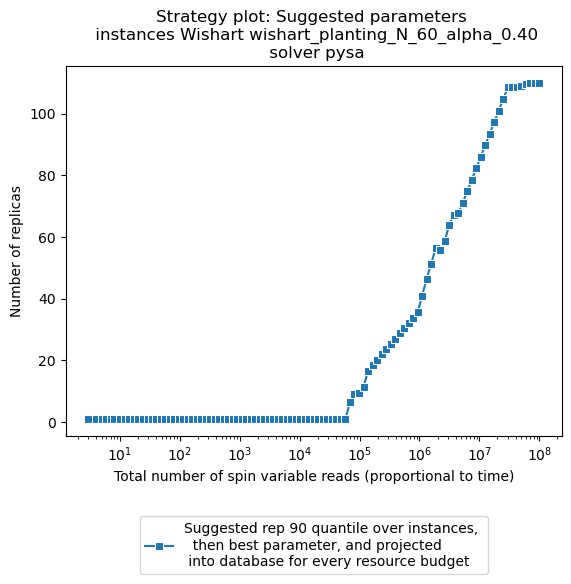 Strategy plot: Suggested parameters
instances Wishart wishart_planting_N_60_alpha_0.40
solver pysa
Number of replicas
100
80
60
40
20
0
10¹ 10² 10³ 10⁴ 10⁵ 10⁶ 10⁷ 10⁸
Total number of spin variable reads (proportional to time)
Suggested rep 90 quantile over instances,
then best parameter, and projected
into database for every resource budget